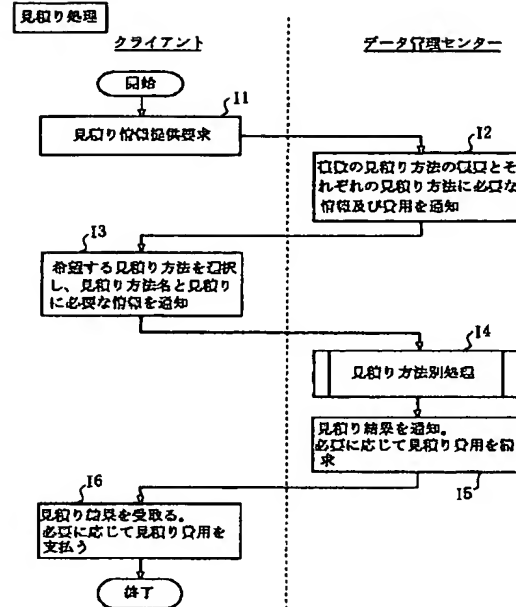 見積り処理
クライアント
データ管理センター
開始
I1
見積り情報提供要求
I2
複数の見積り方法の概要とそ
れぞれの見積り方法に必要な
情報及び費用を通知
I3
希望する見積り方法を選択
し、見積り方法名と見積り
に必要な情報を通知
I4
見積り方法別処理
見積り結果を通知。
必要に応じて見積り費用を請
求
I5
I6
見積り結果を受取る。
必要に応じて見積り費用を
支払う
終了